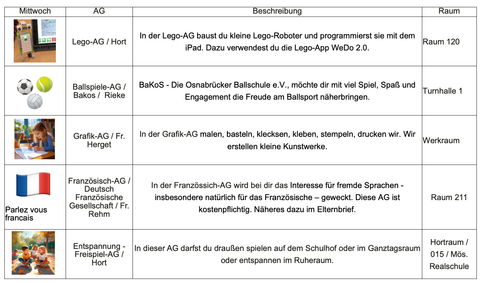 Mittwoch AG Beschreibung Raum
Lego-AG / Hort
In der Lego-AG baust du kleine Lego-Roboter und programmierst sie mit dem
iPad. Dazu verwendest du die Lego-App WeDo 2.0.
Raum 120
Ballspiele-AG /
Bakos / Rieke
BaKoS - Die Osnabrücker Ballschule e.V., möchte dir mit viel Spiel, Spaß und
Engagement die Freude am Ballsport näherbringen.
Turnhalle 1
Grafik-AG / Fr.
Herget
In der Grafik-AG malen, basteln, klecksen, kleben, stempeln, drucken wir. Wir
erstellen kleine Kunstwerke.
Werkraum
Parlez vous
francais
Französisch-AG /
Deutsch
Französische
Gesellschaft / Fr.
Rehm
In der Französsich-AG wird bei dir das Interesse für fremde Sprachen -
insbesondere natürlich für das Französische – geweckt. Diese AG ist
kostenpflichtig. Näheres dazu im Elternbrief.
Raum 211
Entspannung -
Freispiel-AG /
Hort
In dieser AG darfst du draußen spielen auf dem Schulhof oder im Ganztagsraum
oder entspannen im Ruheraum.
Hortraum /
015 / Mös.
Realschule